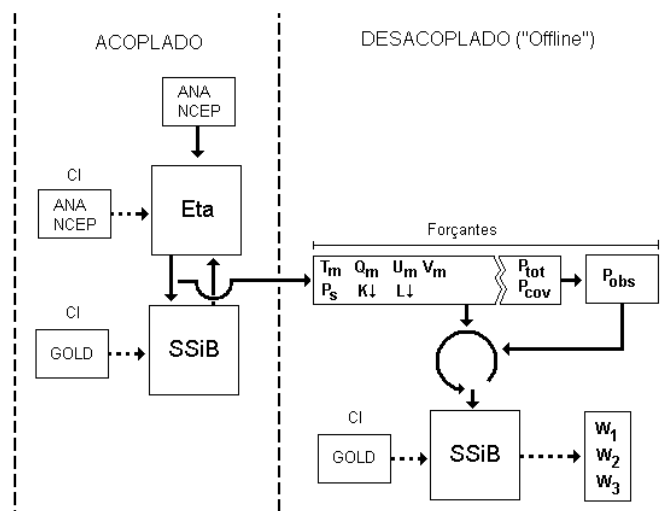 ACOPLADO
DESACOPLADO ("Offline")
ANA
NCEP
CI
ANA
NCEP
Eta
Forçantes
Tm Qm Um Vm
Ps K↓ L↓
Ptot
Pcov
Pobs
CI
GOLD
SSiB
CI
GOLD
SSiB
W1
W2
W3